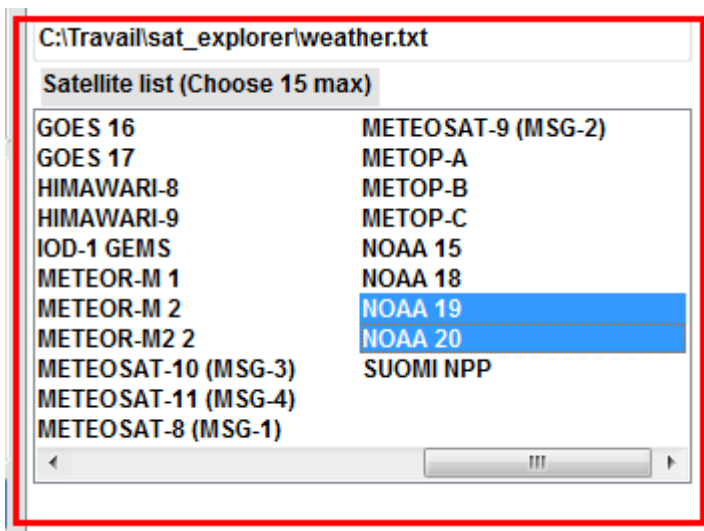 C:\Travail\sat_explorer\weather.txt
Satellite list (Choose 15 max)
GOES 16
GOES 17
HIMAWARI-8
HIMAWARI-9
IOD-1 GEMS
METEOR-M 1
METEOR-M 2
METEOR-M2 2
METEOSAT-10 (MSG-3)
METEOSAT-11 (MSG-4)
METEOSAT-8 (MSG-1)
METEOSAT-9 (MSG-2)
METOP-A
METOP-B
METOP-C
NOAA 15
NOAA 18
NOAA 19
NOAA 20
SUOMI NPP